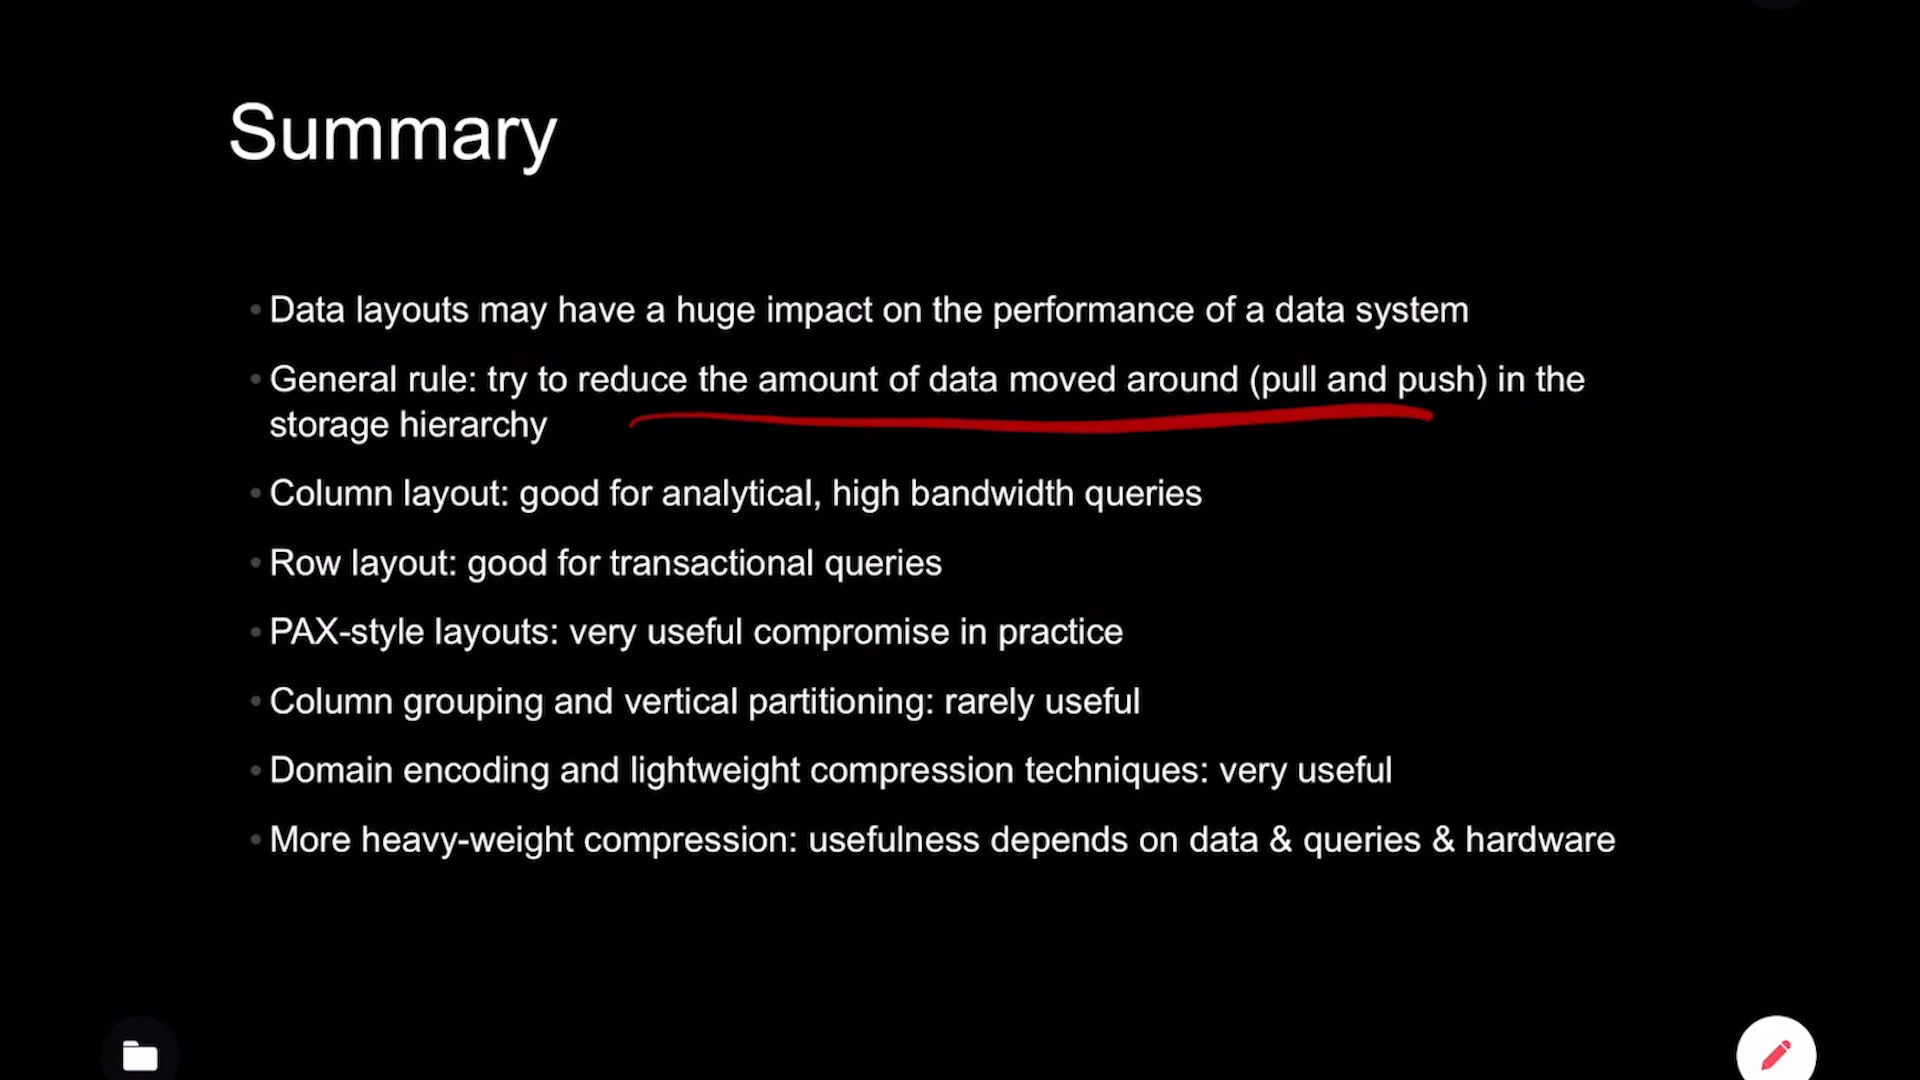 Summary
• Data layouts may have a huge impact on the performance of a data system
• General rule: try to reduce the amount of data moved around (pull and push) in the
storage hierarchy
• Column layout: good for analytical, high bandwidth queries
• Row layout: good for transactional queries
• PAX-style layouts: very useful compromise in practice
• Column grouping and vertical partitioning: rarely useful
• Domain encoding and lightweight compression techniques: very useful
• More heavy-weight compression: usefulness depends on data & queries & hardware